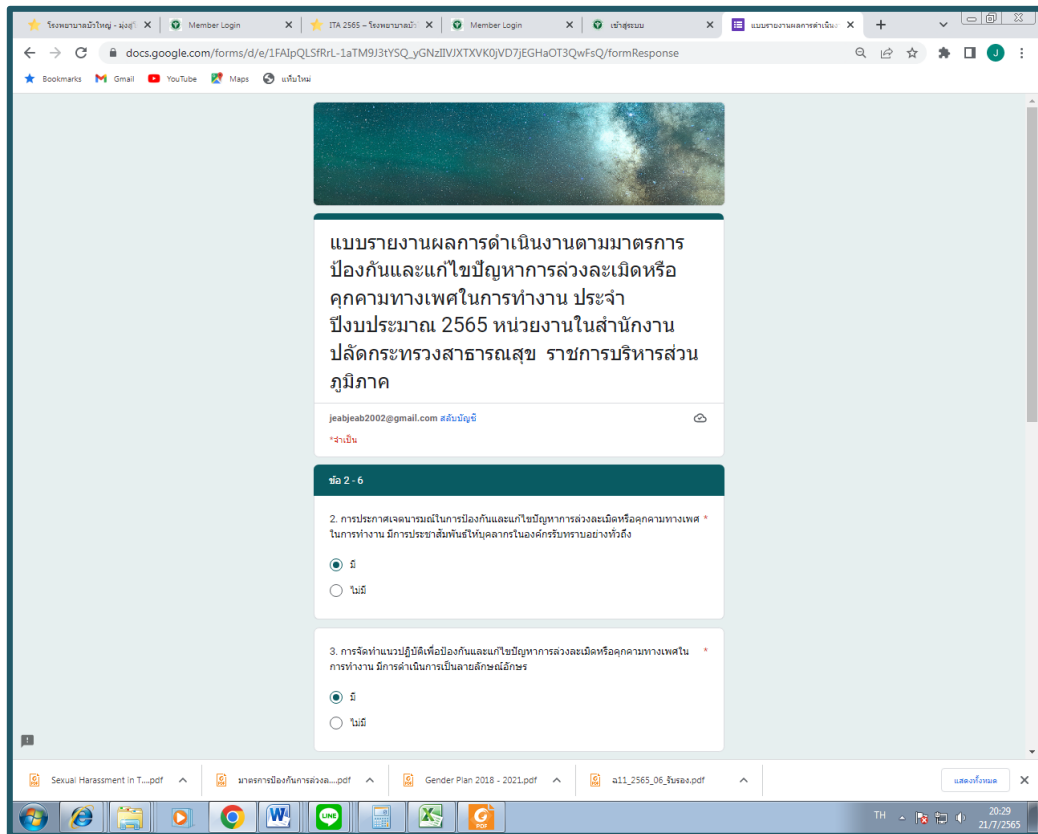 โรงพยาบาลบัวใหญ่ - มุ่งสู่
Member Login
ITA 2565 – โรงพยาบาลบัว
Member Login
เข้าสู่ระบบ
แบบรายงานผลการดำเนิน
docs.google.com/forms/d/e/1FAIpQLSfRrL-1aTM9J3tYSQ_yGNzIIVJXTXVK0jVD7jEGHaOT3QwFsQ/formResponse
J
Bookmarks Gmail YouTube Maps แท็บใหม่
แบบรายงานผลการดำเนินงานตามมาตรการ
ป้องกันและแก้ไขปัญหาการล่วงละเมิดหรือ
คุกคามทางเพศในการทำงาน ประจำ
ปีงบประมาณ 2565 หน่วยงานในสำนักงาน
ปลัดกระทรวงสาธารณสุข ราชการบริหารส่วน
ภูมิภาค
jeabjeab2002@gmail.com สลับบัญชี
*จำเป็น
ข้อ 2 - 6
2. การประกาศเจตนารมณ์ในการป้องกันและแก้ไขปัญหาการล่วงละเมิดหรือคุกคามทางเพศ *
ในการทำงาน มีการประชาสัมพันธ์ให้บุคลากรในองค์กรรับทราบอย่างทั่วถึง
มี
ไม่มี
3. การจัดทำแนวปฏิบัติเพื่อป้องกันและแก้ไขปัญหาการล่วงละเมิดหรือคุกคามทางเพศใน *
การทำงาน มีการดำเนินการเป็นลายลักษณ์อักษร
มี
ไม่มี
Sexual Harassment in T....pdf
มาตรการป้องกันการล่วงล....pdf
Gender Plan 2018 - 2021.pdf
a11_2565_06_รับรอง.pdf
แสดงทั้งหมด
LINE
PDF
TH
20:29
21/7/2565